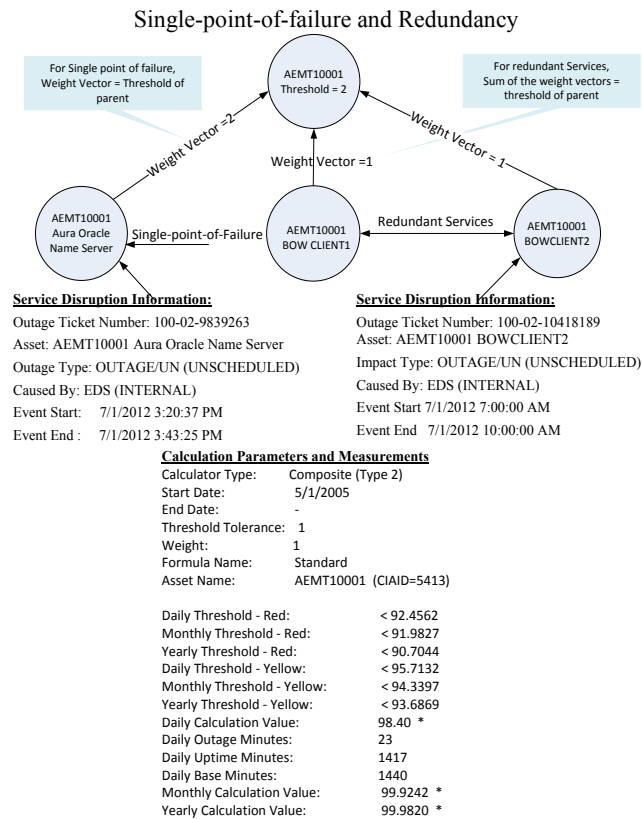 Single-point-of-failure and Redundancy
For Single point of failure,
Weight Vector = Threshold of
parent
AEMT10001
Threshold = 2
For redundant Services,
Sum of the weight vectors =
threshold of parent
Weight Vector =2
Weight Vector =1
Weight Vector = 1
AEMT10001
Aura Oracle
Name Server
Single-point-of-Failure
AEMT10001
BOW CLIENT1
Redundant Services
AEMT10001
BOWCLIENT2
Service Disruption Information:
Outage Ticket Number: 100-02-9839263
Asset: AEMT10001 Aura Oracle Name Server
Outage Type: OUTAGE/UN (UNSCHEDULED)
Caused By: EDS (INTERNAL)
Event Start: 7/1/2012 3:20:37 PM
Event End : 7/1/2012 3:43:25 PM
Service Disruption Information:
Outage Ticket Number: 100-02-10418189
Asset: AEMT10001 BOWCLIENT2
Impact Type: OUTAGE/UN (UNSCHEDULED)
Caused By: EDS (INTERNAL)
Event Start 7/1/2012 7:00:00 AM
Event End 7/1/2012 10:00:00 AM
Calculation Parameters and Measurements
Calculator Type: Composite (Type 2)
Start Date: 5/1/2005
End Date: -
Threshold Tolerance: 1
Weight: 1
Formula Name: Standard
Asset Name: AEMT10001 (CIAID=5413)
Daily Threshold - Red: < 92.4562
Monthly Threshold - Red: < 91.9827
Yearly Threshold - Red: < 90.7044
Daily Threshold - Yellow: < 95.7132
Monthly Threshold - Yellow: < 94.3397
Yearly Threshold - Yellow: < 93.6869
Daily Calculation Value: 98.40 *
Daily Outage Minutes: 23
Daily Uptime Minutes: 1417
Daily Base Minutes: 1440
Monthly Calculation Value: 99.9242 *
Yearly Calculation Value: 99.9820 *